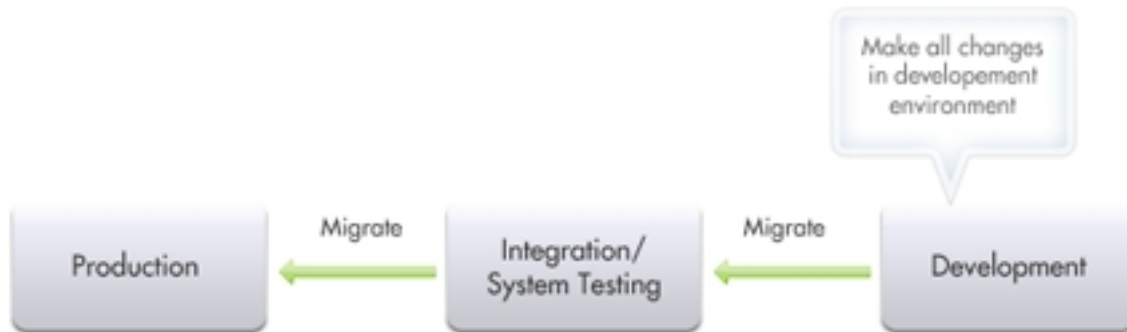 Make all changes
in developement
environment
Production
Migrate
Integration/
System Testing
Migrate
Development